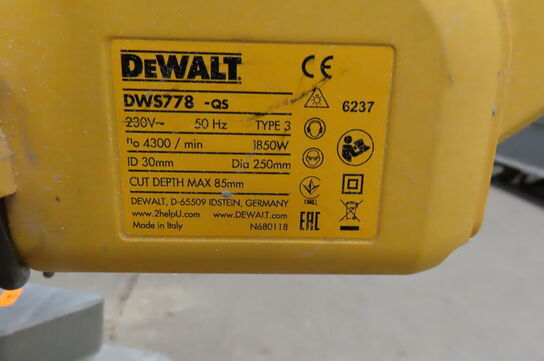 DEWALT CE
DWS778 -QS 6237
230V~ 50 Hz TYPE 3
n₀ 4300 / min 1850W
ID 30mm Dia 250mm
CUT DEPTH MAX 85mm
DEWALT, D-65509 IDSTEIN, GERMANY
www.2helpU.com www.DEWALT.com
Made in Italy N680118
EAC